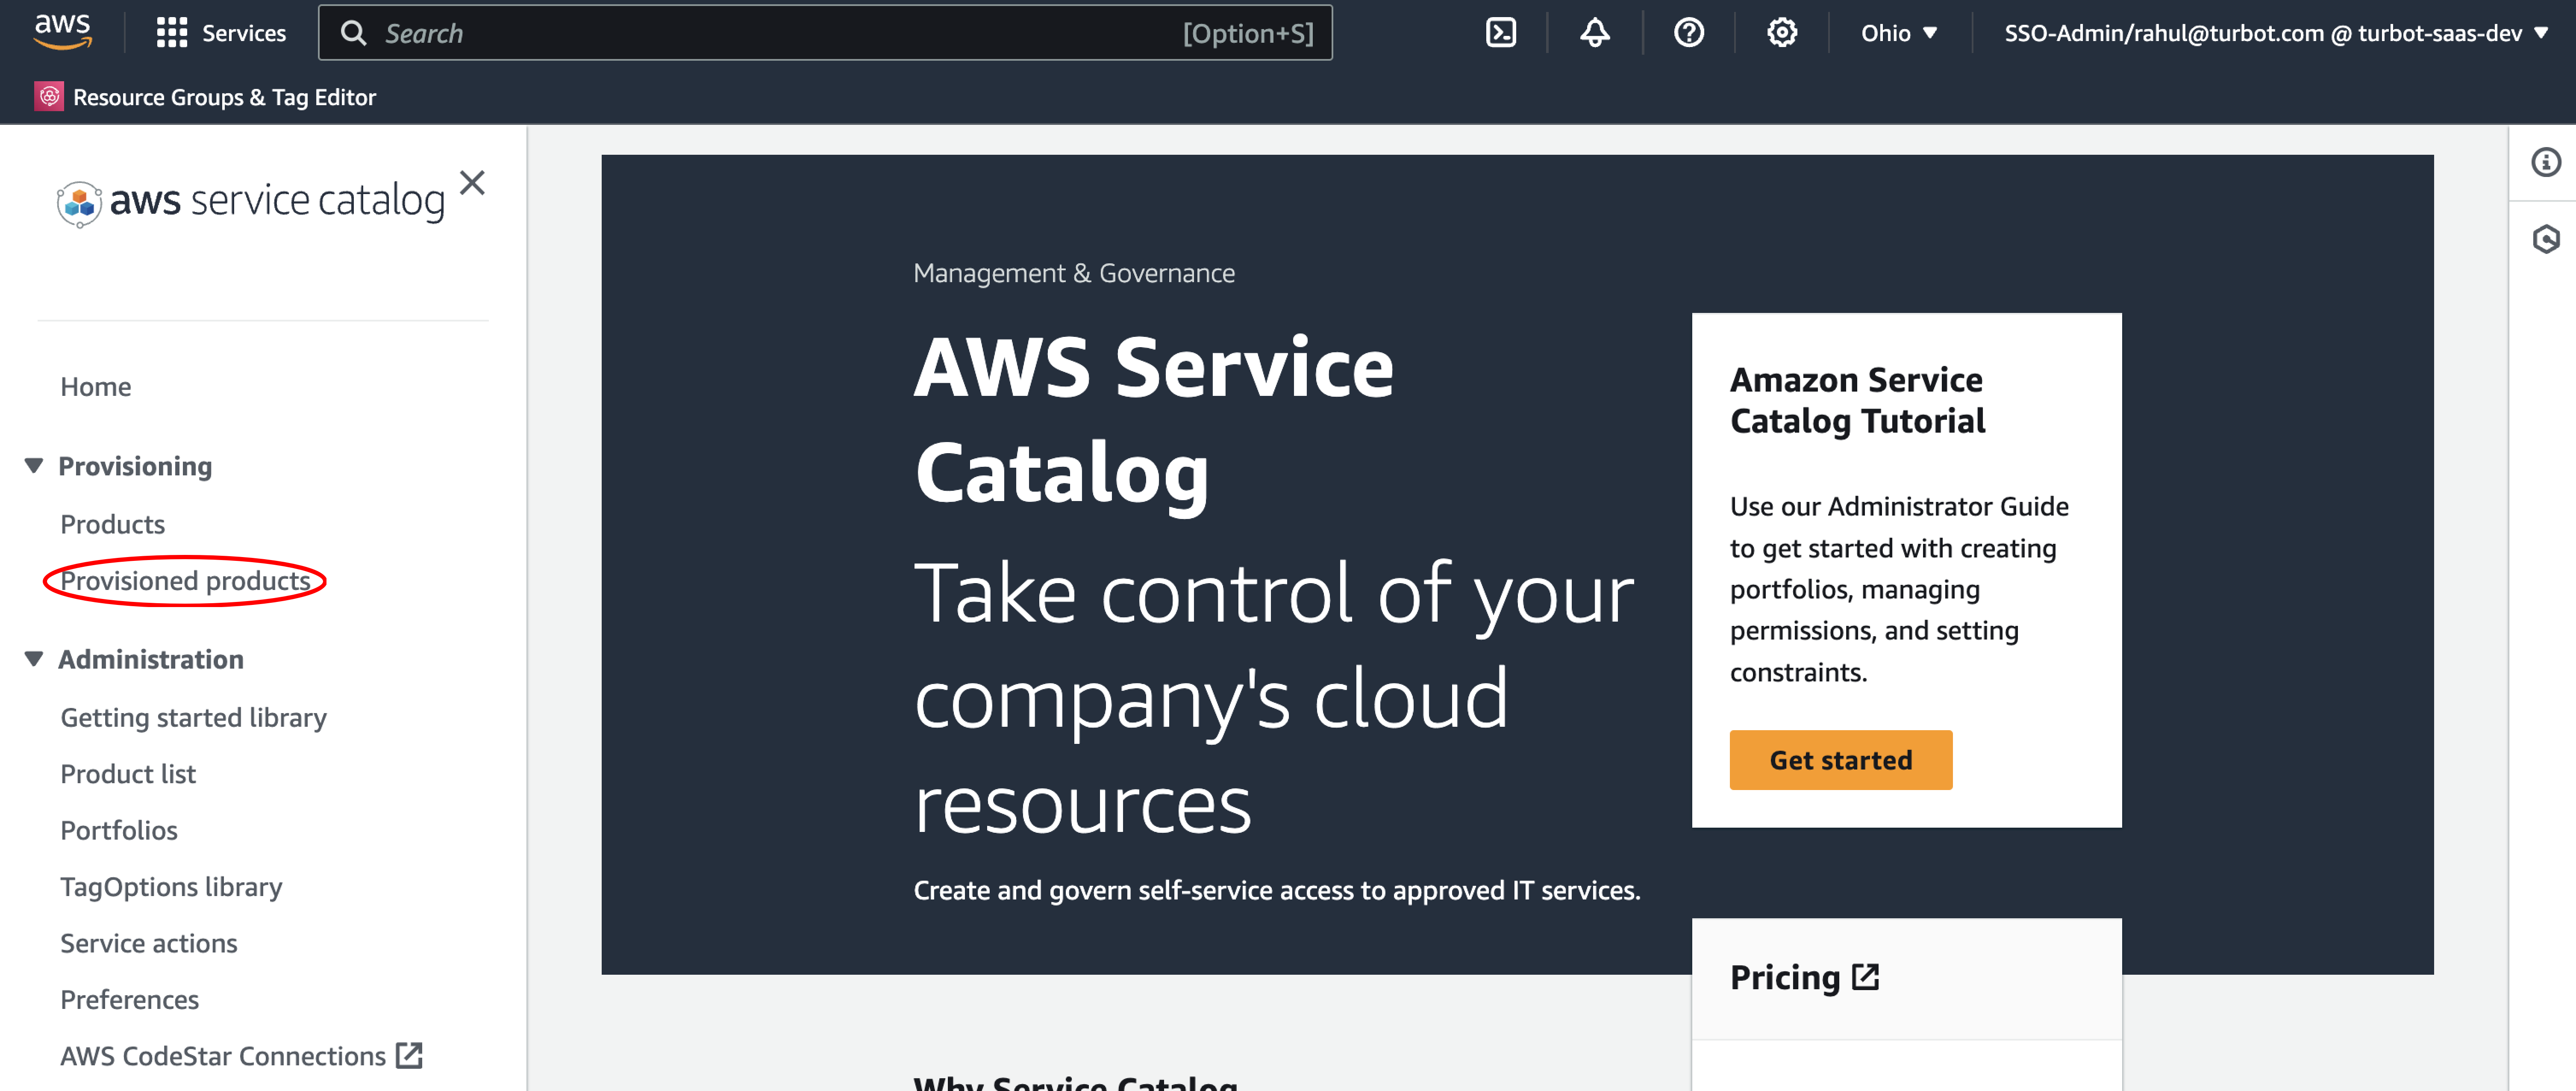 aws
Services
Search
[Option+S]
Ohio
SSO-Admin/rahul@turbot.com @ turbot-saas-dev
Resource Groups & Tag Editor
aws service catalog
Home
Provisioning
Products
Provisioned products
Administration
Getting started library
Product list
Portfolios
TagOptions library
Service actions
Preferences
AWS CodeStar Connections
Management & Governance
AWS Service
Catalog
Take control of your
company's cloud
resources
Create and govern self-service access to approved IT services.
Amazon Service
Catalog Tutorial
Use our Administrator Guide
to get started with creating
portfolios, managing
permissions, and setting
constraints.
Get started
Pricing
Why Service Catalog